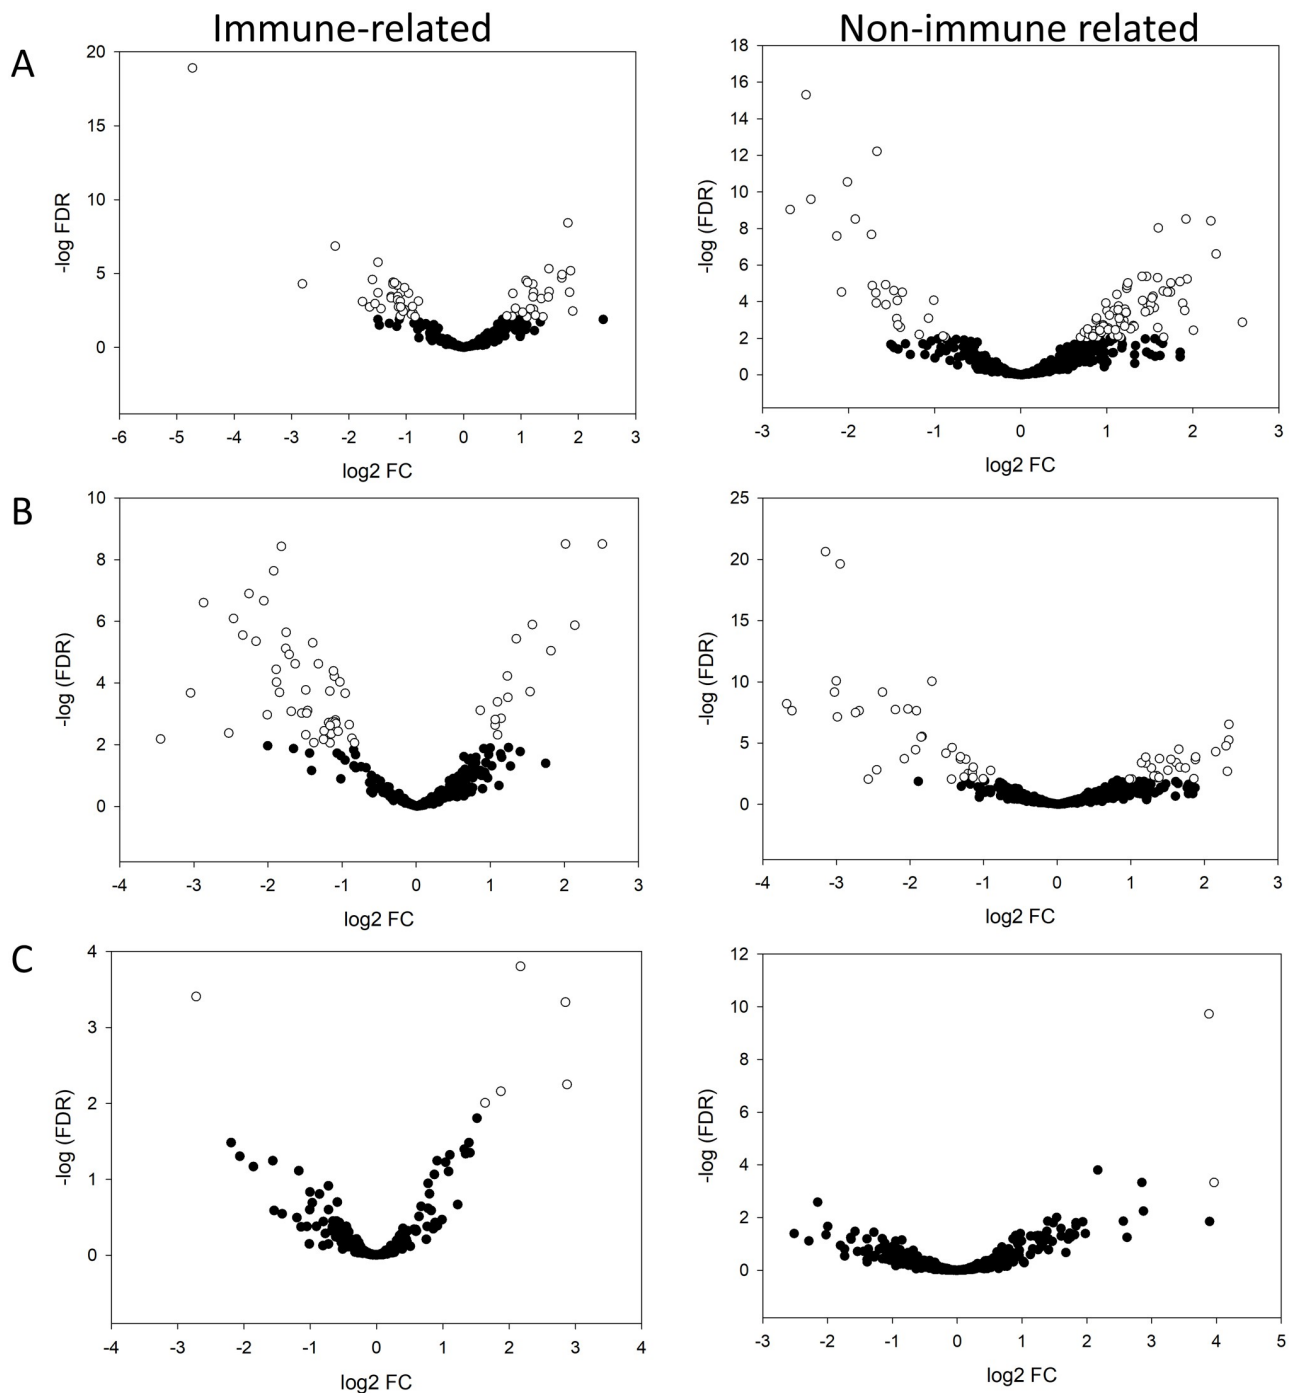 Immune-related Non-immune related
A
20
15
10
5
0
-log FDR
-6 -5 -4 -3 -2 -1 0 1 2 3
log2 FC
18
16
14
12
10
8
6
4
2
0
-log (FDR)
-3 -2 -1 0 1 2 3
log2 FC
B
10
8
6
4
2
0
-log (FDR)
-4 -3 -2 -1 0 1 2 3
log2 FC
25
20
15
10
5
0
-log (FDR)
-4 -3 -2 -1 0 1 2 3
log2 FC
C
4
3
2
1
0
-log (FDR)
-4 -3 -2 -1 0 1 2 3 4
log2 FC
12
10
8
6
4
2
0
-log (FDR)
-3 -2 -1 0 1 2 3 4 5
log2 FC